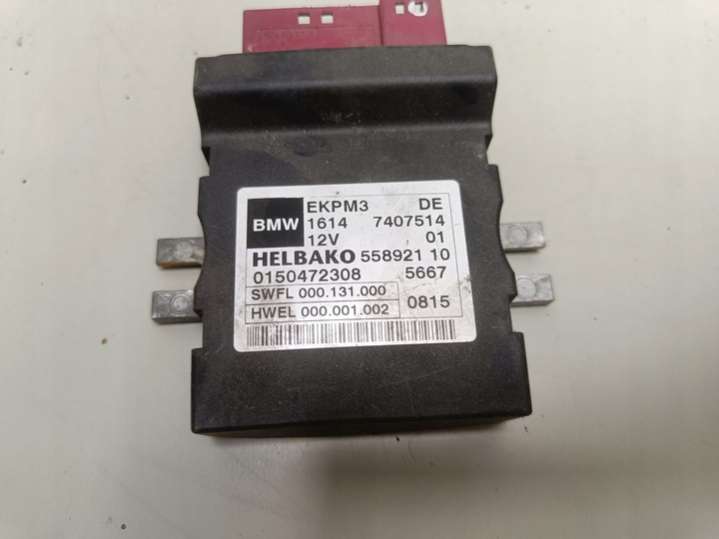 BMW
EKPM3 DE
1614 7407514
12V 01
HELBAKO 558921 10
0150472308 5667
SWFL 000.131.000
HWEL 000.001.002 0815